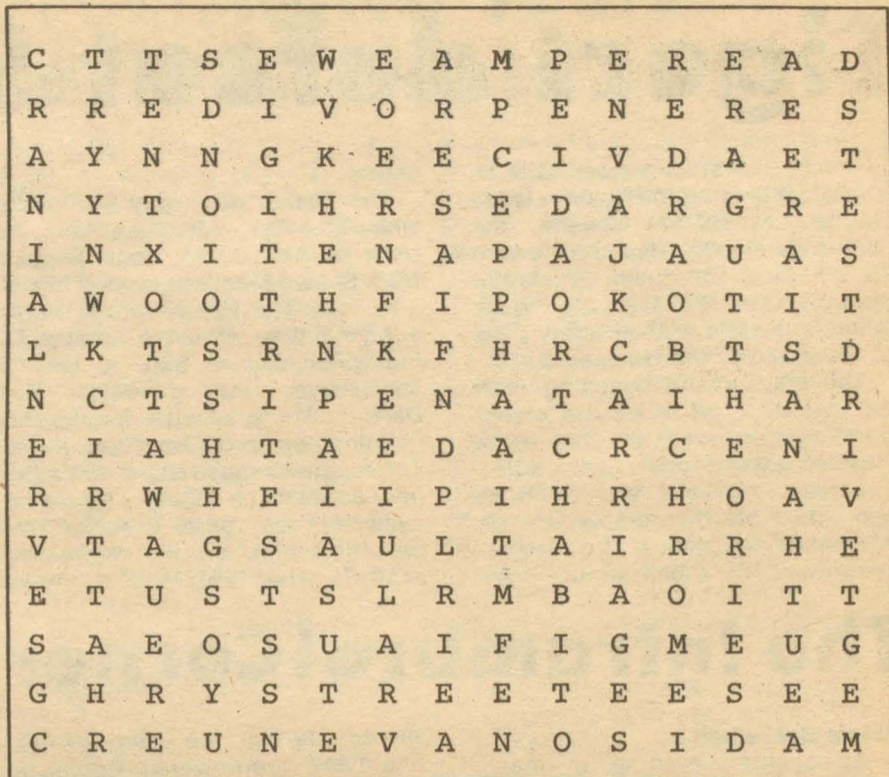 C T T S E W E A M P E R E A D
R R E D I V O R P E N E R E S
A Y N N G K E E C I V D A E T
N Y T O I H R S E D A R G R E
I N X I T E N A P A J A U A S
A W O O T H F I P O K O T I T
L K T S R N K F H R C B T S D
N C T S I P E N A T A I H A R
E I A H T A E D A C R C E N I
R R W H E I I P I H R H O A V
V T A G S A U L T A I R R H E
E T U S T S L R M B A O I T T
S A E O S U A I F I G M E U G
G H R Y S T R E E T E E S E E
C R E U N E V A N O S I D A M